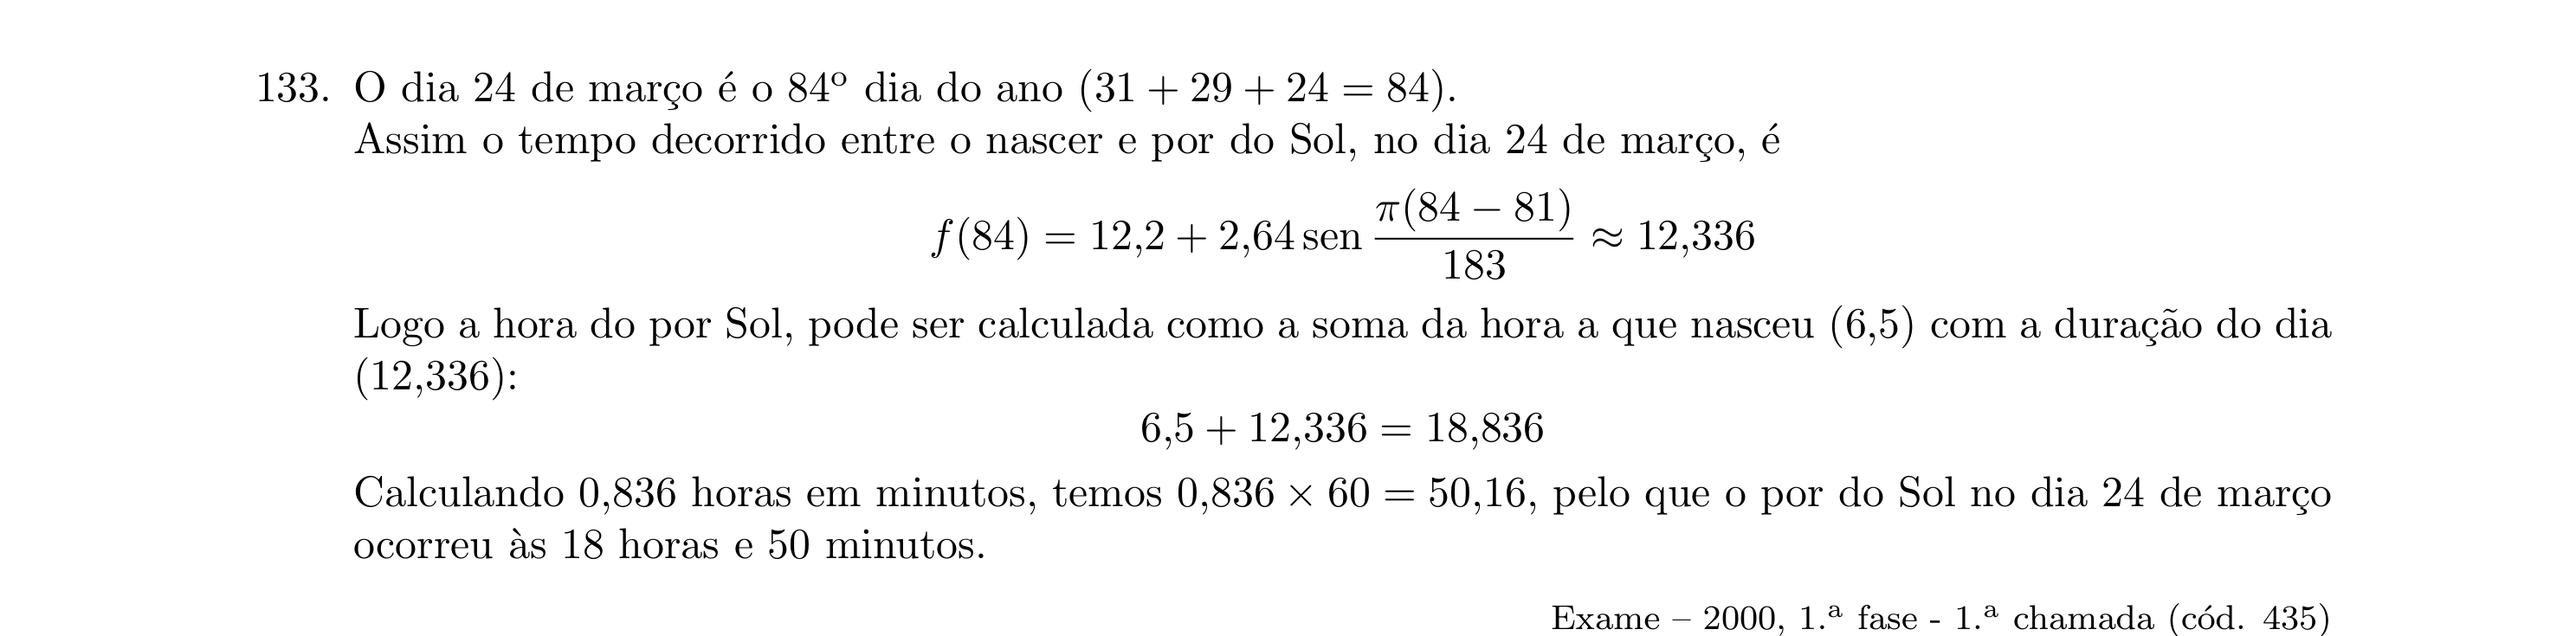 133. O dia 24 de março é o 84º dia do ano (31 + 29 + 24 = 84).
Assim o tempo decorrido entre o nascer e por do Sol, no dia 24 de março, é
f(84) = 12,2 + 2,64 sen π(84 − 81)/183 ≈ 12,336
Logo a hora do por Sol, pode ser calculada como a soma da hora a que nasceu (6,5) com a duração do dia
(12,336):
6,5 + 12,336 = 18,836
Calculando 0,836 horas em minutos, temos 0,836 × 60 = 50,16, pelo que o por do Sol no dia 24 de março
ocorreu às 18 horas e 50 minutos.
Exame – 2000, 1.ª fase - 1.ª chamada (cód. 435)